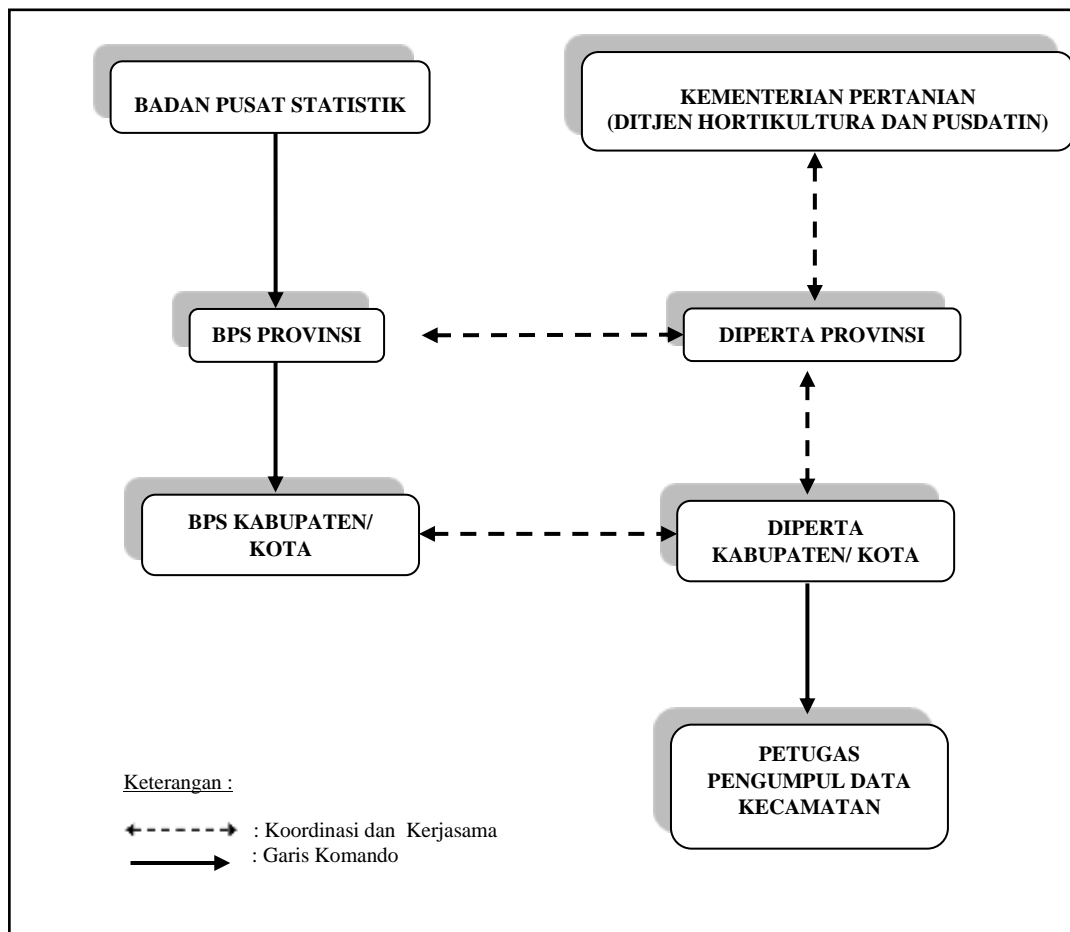 BADAN PUSAT STATISTIK
KEMENTERIAN PERTANIAN
(DITJEN HORTIKULTURA DAN PUSDATIN)
BPS PROVINSI
DIPERTA PROVINSI
BPS KABUPATEN/
KOTA
DIPERTA
KABUPATEN/ KOTA
PETUGAS
PENGUMPUL DATA
KECAMATAN
Keterangan :
: Koordinasi dan Kerjasama
: Garis Komando